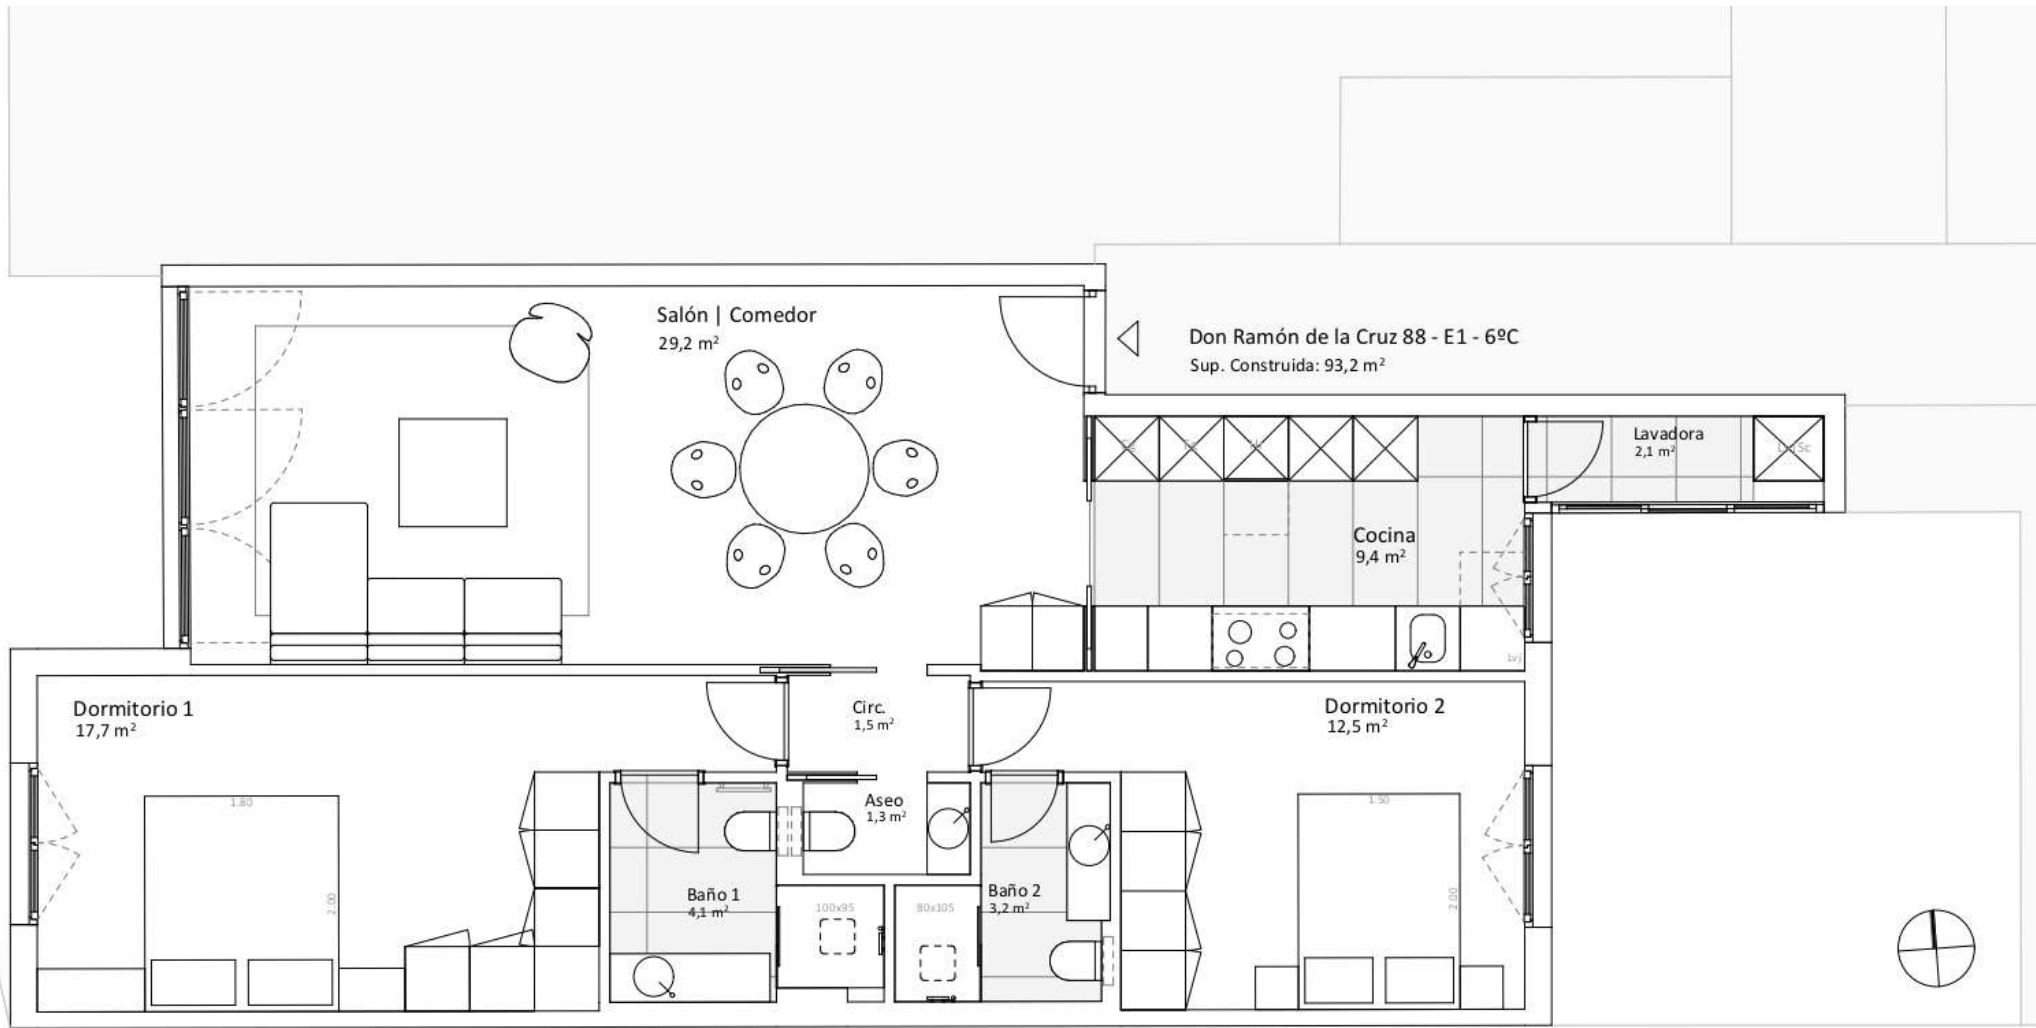 Salón | Comedor
29,2 m²
Don Ramón de la Cruz 88 - E1 - 6ºC
Sup. Construida: 93,2 m²
Lavadora
2,1 m²
Cocina
9,4 m²
Lvj
Dormitorio 1
17,7 m²
Circ.
1,5 m²
Dormitorio 2
12,5 m²
1.80
2.00
Aseo
1,3 m²
1.50
2.00
Baño 1
4,1 m²
100x95
80x105
Baño 2
3,2 m²